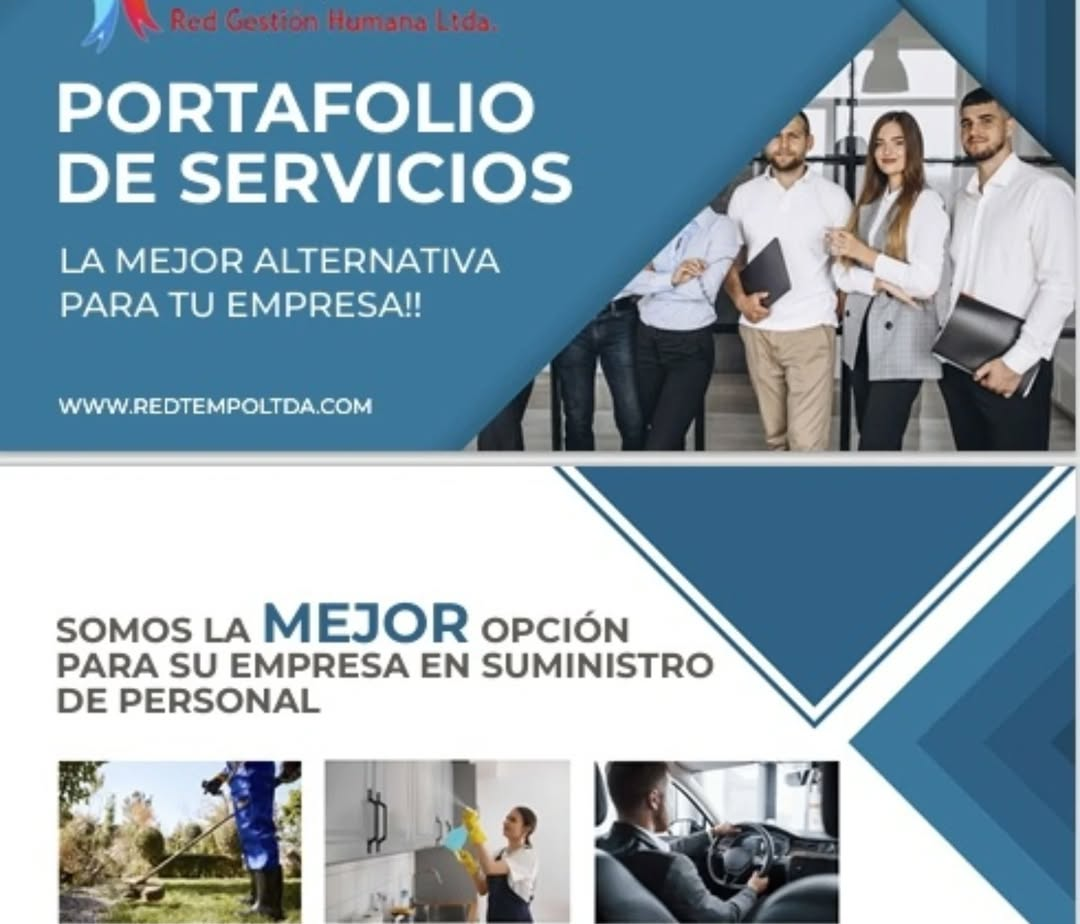 Red Gestión Humana Ltda.
PORTAFOLIO
DE SERVICIOS
LA MEJOR ALTERNATIVA
PARA TU EMPRESA!!
WWW.REDTEMPOLTDA.COM
SOMOS LA MEJOR OPCIÓN
PARA SU EMPRESA EN SUMINISTRO
DE PERSONAL